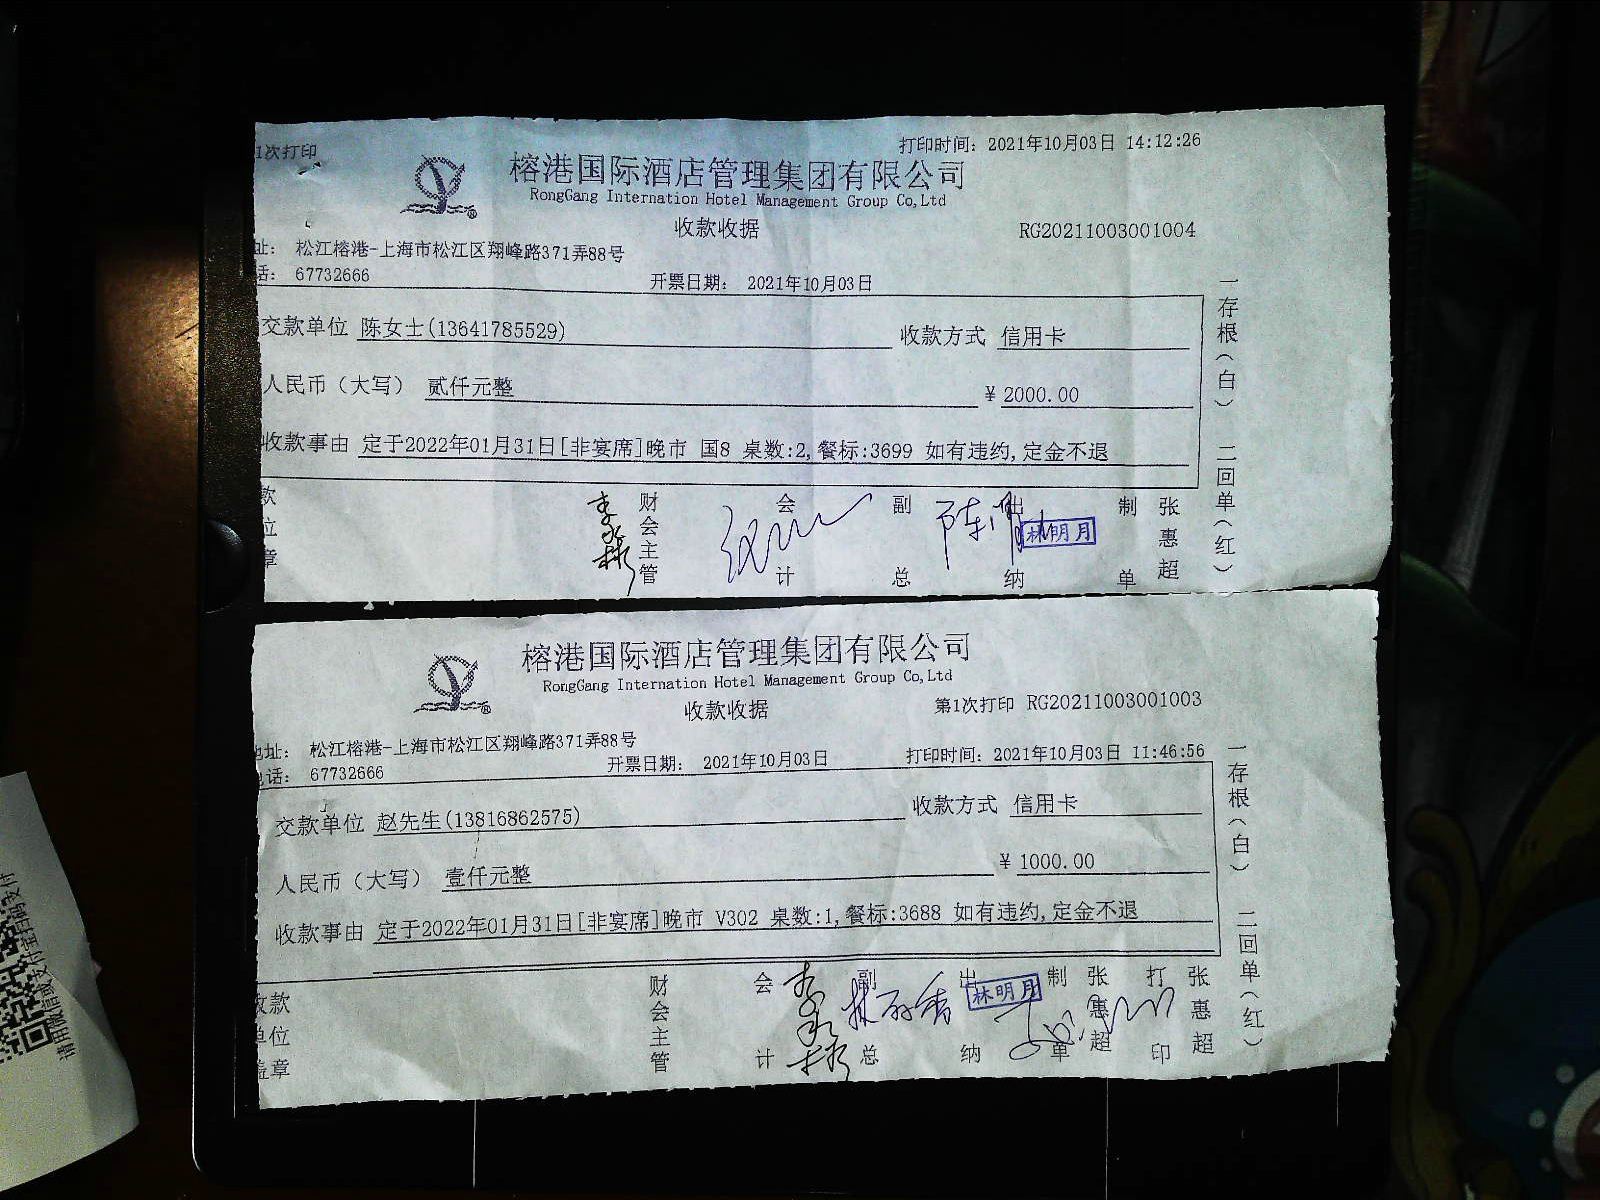 1次打印
打印时间：2021年10月03日 14:12:26
榕港国际酒店管理集团有限公司
RongGang Internation Hotel Management Group Co,Ltd
收款收据
RG20211003001004
址： 松江榕港-上海市松江区翔峰路371弄88号
话： 67732666
开票日期： 2021年10月03日
交款单位 陈女士(13641785529)
收款方式 信用卡
人民币（大写） 贰仟元整
¥ 2000.00
收款事由 定于2022年01月31日[非宴席]晚市 国8 桌数:2,餐标:3699 如有违约,定金不退
款位章
财会主管
会计
副总
出纳
林明月
制单
张惠超
一存根（白） 二回单（红）
榕港国际酒店管理集团有限公司
RongGang Internation Hotel Management Group Co,Ltd
收款收据
第1次打印 RG20211003001003
地址： 松江榕港-上海市松江区翔峰路371弄88号
电话： 67732666
开票日期： 2021年10月03日
打印时间：2021年10月03日 11:46:56
交款单位 赵先生(13816862575)
收款方式 信用卡
人民币（大写） 壹仟元整
¥ 1000.00
收款事由 定于2022年01月31日[非宴席]晚市 V302 桌数:1,餐标:3688 如有违约,定金不退
收款
单位
盖章
财会主管
会计
副总
出纳
林明月
制单
张惠超
打印
张惠超
一存根（白） 二回单（红）
请用微信或支付宝扫码支付